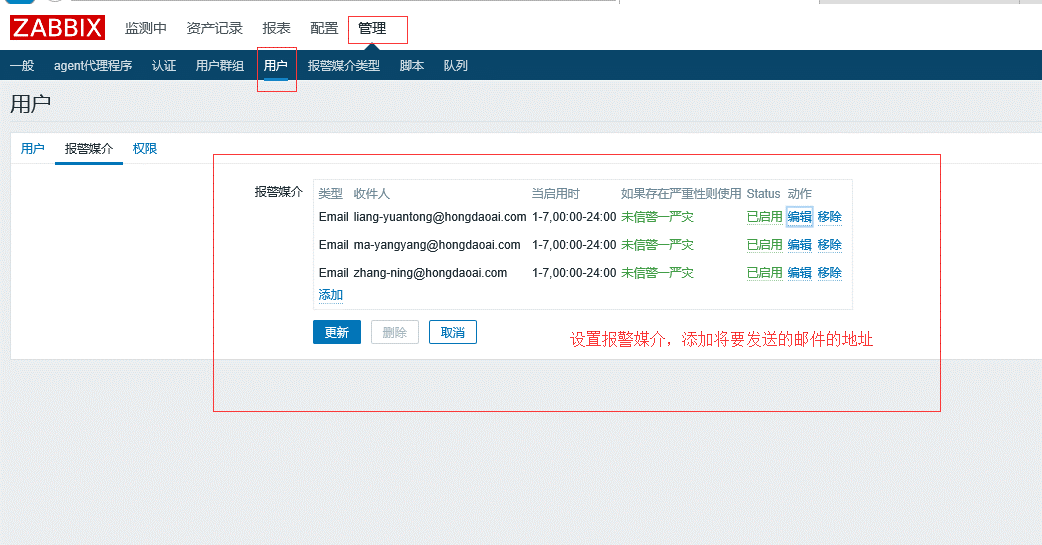 ZABBIX 监测中 资产记录 报表 配置 管理
一般 agent代理程序 认证 用户群组 用户 报警媒介类型 脚本 队列
用户
用户 报警媒介 权限
报警媒介 类型 收件人 当启用时 如果存在严重性则使用 Status 动作
Email liang-yuantong@hongdaoai.com 1-7,00:00-24:00 未信警一严灾 已启用 编辑 移除
Email ma-yangyang@hongdaoai.com 1-7,00:00-24:00 未信警一严灾 已启用 编辑 移除
Email zhang-ning@hongdaoai.com 1-7,00:00-24:00 未信警一严灾 已启用 编辑 移除
添加
更新 删除 取消
设置报警媒介，添加将要发送的邮件的地址